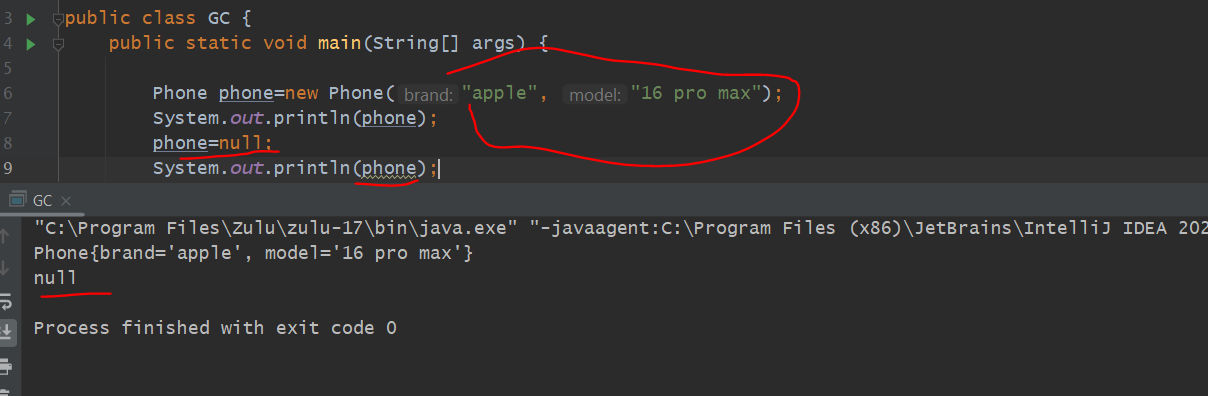 3 public class GC {
4 public static void main(String[] args) {
5
6 Phone phone=new Phone( brand: "apple", model: "16 pro max");
7 System.out.println(phone);
8 phone=null;
9 System.out.println(phone);
GC ×
"C:\Program Files\Zulu\zulu-17\bin\java.exe" "-javaagent:C:\Program Files (x86)\JetBrains\IntelliJ IDEA 202
Phone{brand='apple', model='16 pro max'}
null
Process finished with exit code 0